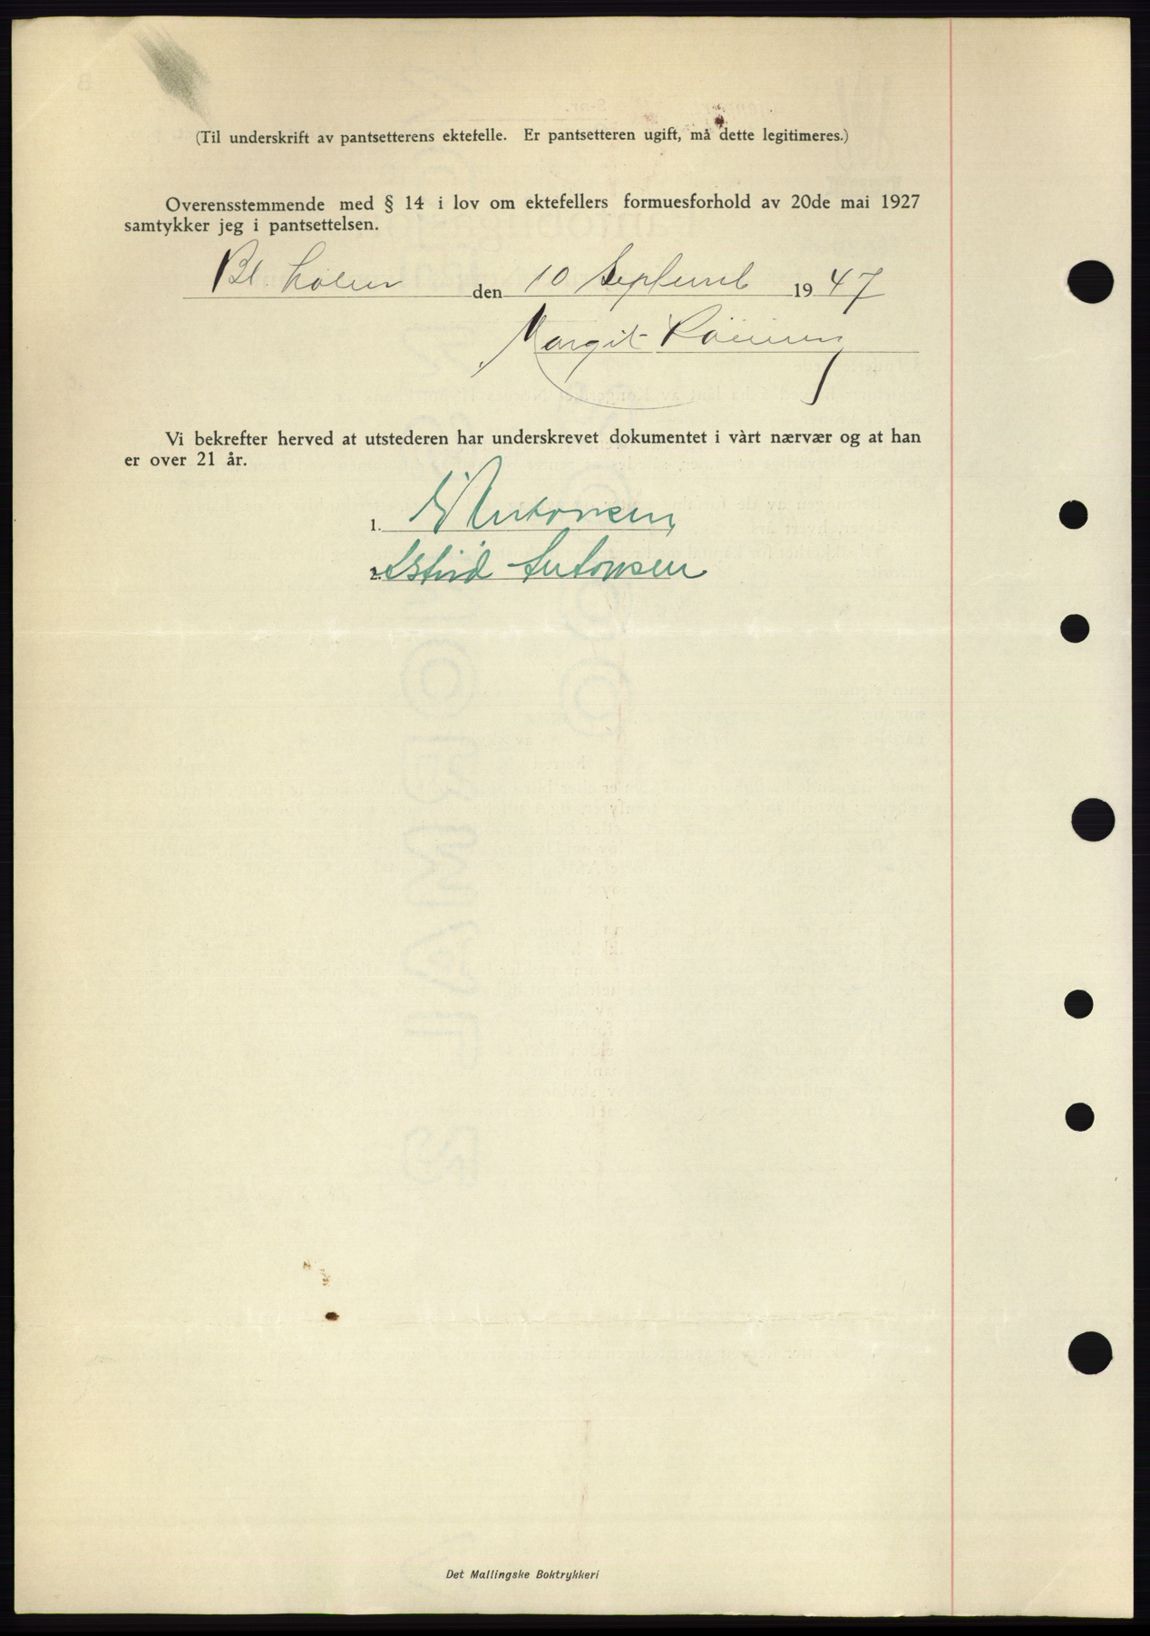 (Til underskrift av pantsetterens ektefelle. Er pantsetteren ugift, må dette legitimeres.)
Overensstemmende med § 14 i lov om ektefellers formuesforhold av 20de mai 1927
samtykker jeg i pantsettelsen.
den 10 Septemb 1947
Margit
Vi bekrefter herved at utstederen har underskrevet dokumentet i vårt nærvær og at han
er over 21 år.
1. Antonsen
2. Astrid Antonsen
Det Mallingske Boktrykkeri